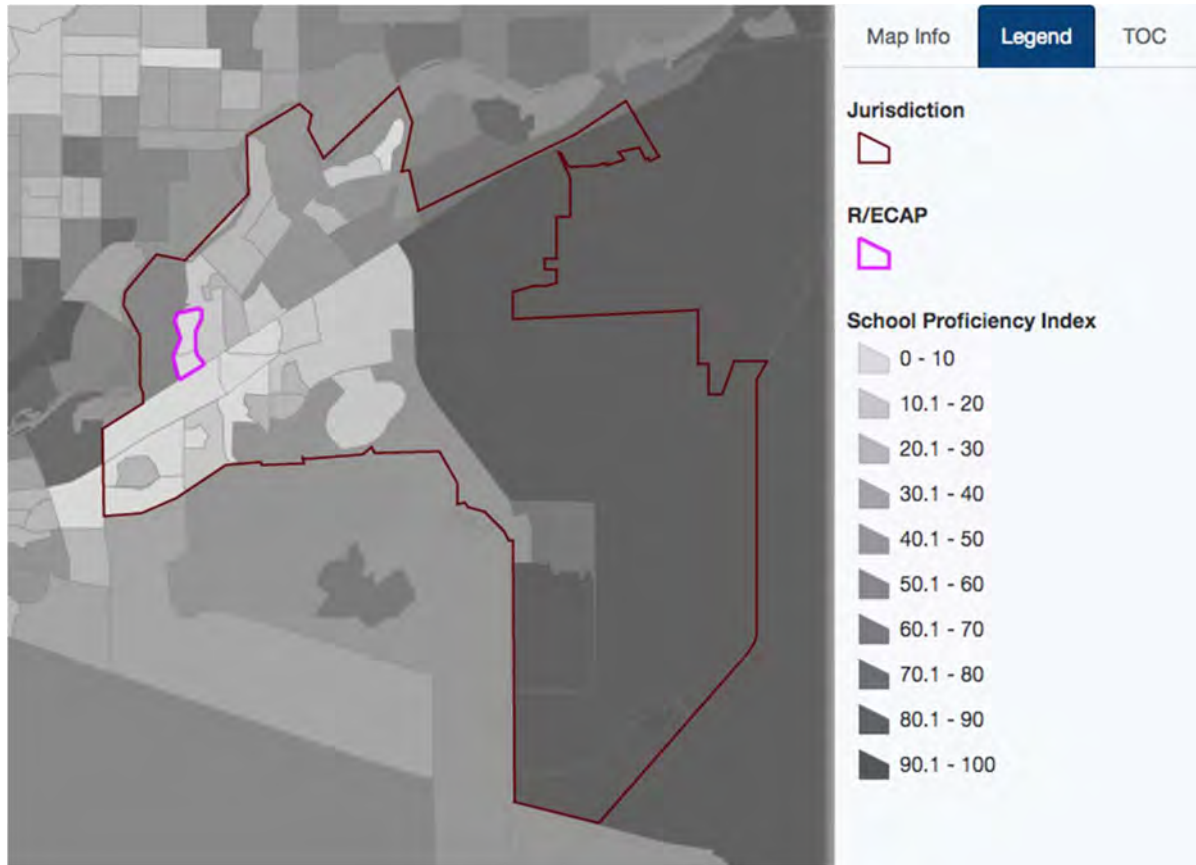 Map Info Legend TOC
Jurisdiction
R/ECAP
School Proficiency Index
0 - 10
10.1 - 20
20.1 - 30
30.1 - 40
40.1 - 50
50.1 - 60
60.1 - 70
70.1 - 80
80.1 - 90
90.1 - 100